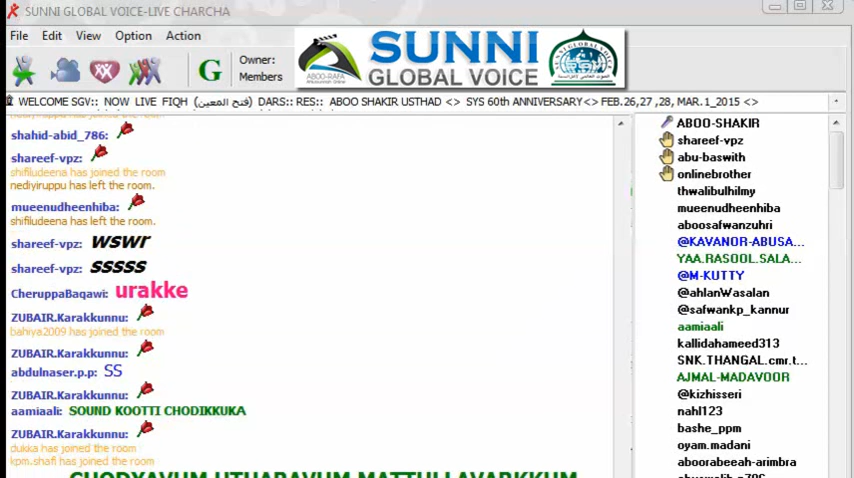 SUNNI GLOBAL VOICE-LIVE CHARCHA
File Edit View Option Action
G
Owner:
Members
ABOO-RAFA
SUNNI
GLOBAL VOICE
SUNNI GLOBAL VOICE
WELCOME SGV:: NOW LIVE FIQH (فتح المعين) DARS:: RES:: ABOO SHAKIR USTHAD <> SYS 60th ANNIVERSARY<> FEB.26,27 ,28, MAR.1_2015 <>
shahid-abid_786:
shareef-vpz:
shifiludeena has joined the room
nediyiruppu has left the room.
mueenudheenhiba:
shifiludeena has left the room.
shareef-vpz: wswr
shareef-vpz: sssss
CheruppaBaqawi: urakke
ZUBAIR.Karakkunnu:
bahiya2009 has joined the room
ZUBAIR.Karakkunnu:
abdulnaser.p.p: SS
ZUBAIR.Karakkunnu:
aamiaali: SOUND KOOTTI CHODIKKUKA
ZUBAIR.Karakkunnu:
dukka has joined the room
kpm.shafi has joined the room
CHODYAVUM UTHARAVUM MATTULLAVARKKUM
ABOO-SHAKIR
shareef-vpz
abu-baswith
onlinebrother
thwalibulhilmy
mueenudheenhiba
aboosafwanzuhri
@KAVANOR-ABUSA...
YAA.RASOOL.SALA...
@M-KUTTY
@ahlanWasalan
@safwankp_kannur
aamiaali
kallidahameed313
SNK.THANGAL.cmr.t...
AJMAL-MADAVOOR
@kizhisseri
nahl123
bashe_ppm
oyam.madani
aboorabeeah-arimbra